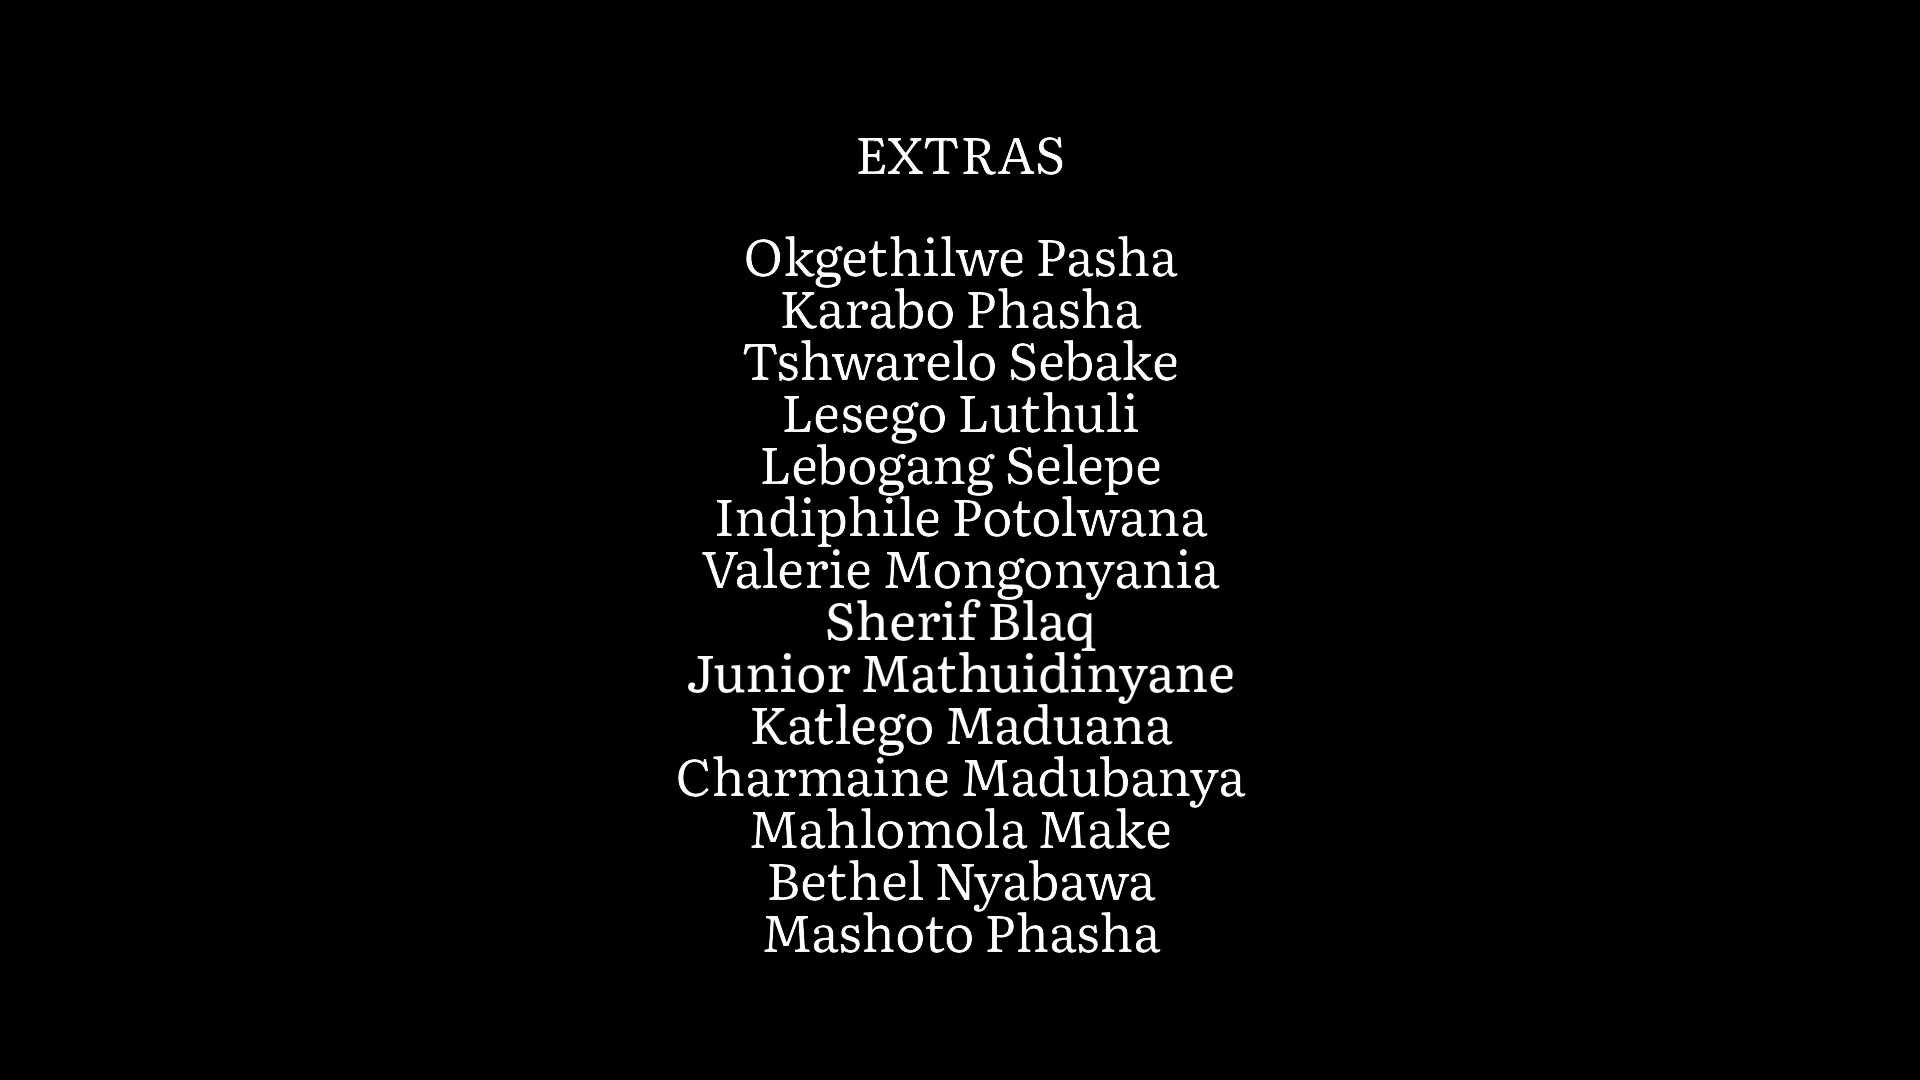 EXTRAS
Okgethilwe Pasha
Karabo Phasha
Tshwarelo Sebake
Lesego Luthuli
Lebogang Selepe
Indiphile Potolwana
Valerie Mongonyania
Sherif Blaq
Junior Mathuidinyane
Katlego Maduana
Charmaine Madubanya
Mahlomola Make
Bethel Nyabawa
Mashoto Phasha